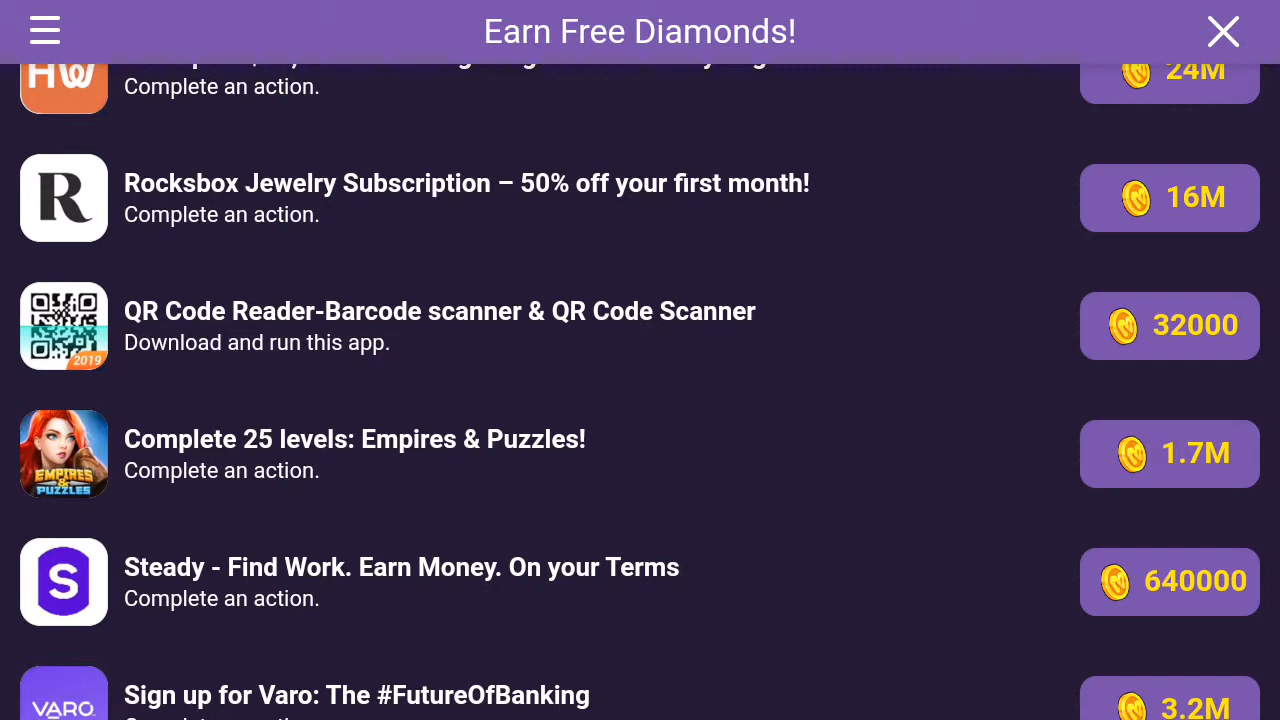 Earn Free Diamonds!
HW
Complete an action.
24M
R
Rocksbox Jewelry Subscription – 50% off your first month!
Complete an action.
16M
2019
QR Code Reader-Barcode scanner & QR Code Scanner
Download and run this app.
32000
EMPIRES
&
PUZZLES
Complete 25 levels: Empires & Puzzles!
Complete an action.
1.7M
S
Steady - Find Work. Earn Money. On your Terms
Complete an action.
640000
VARO
Sign up for Varo: The #FutureOfBanking
3.2M